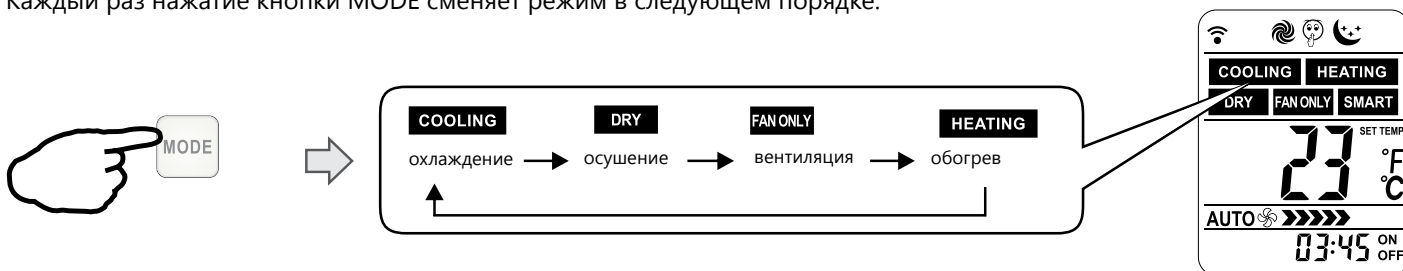 Каждый раз нажатие кнопки MODE сменяет режим в следующем порядке:
MODE
COOLING DRY FAN ONLY HEATING
охлаждение осушение вентиляция обогрев
COOLING HEATING
DRY FAN ONLY SMART
SET TEMP
23 °F
°C
AUTO
03:45 ON
OFF